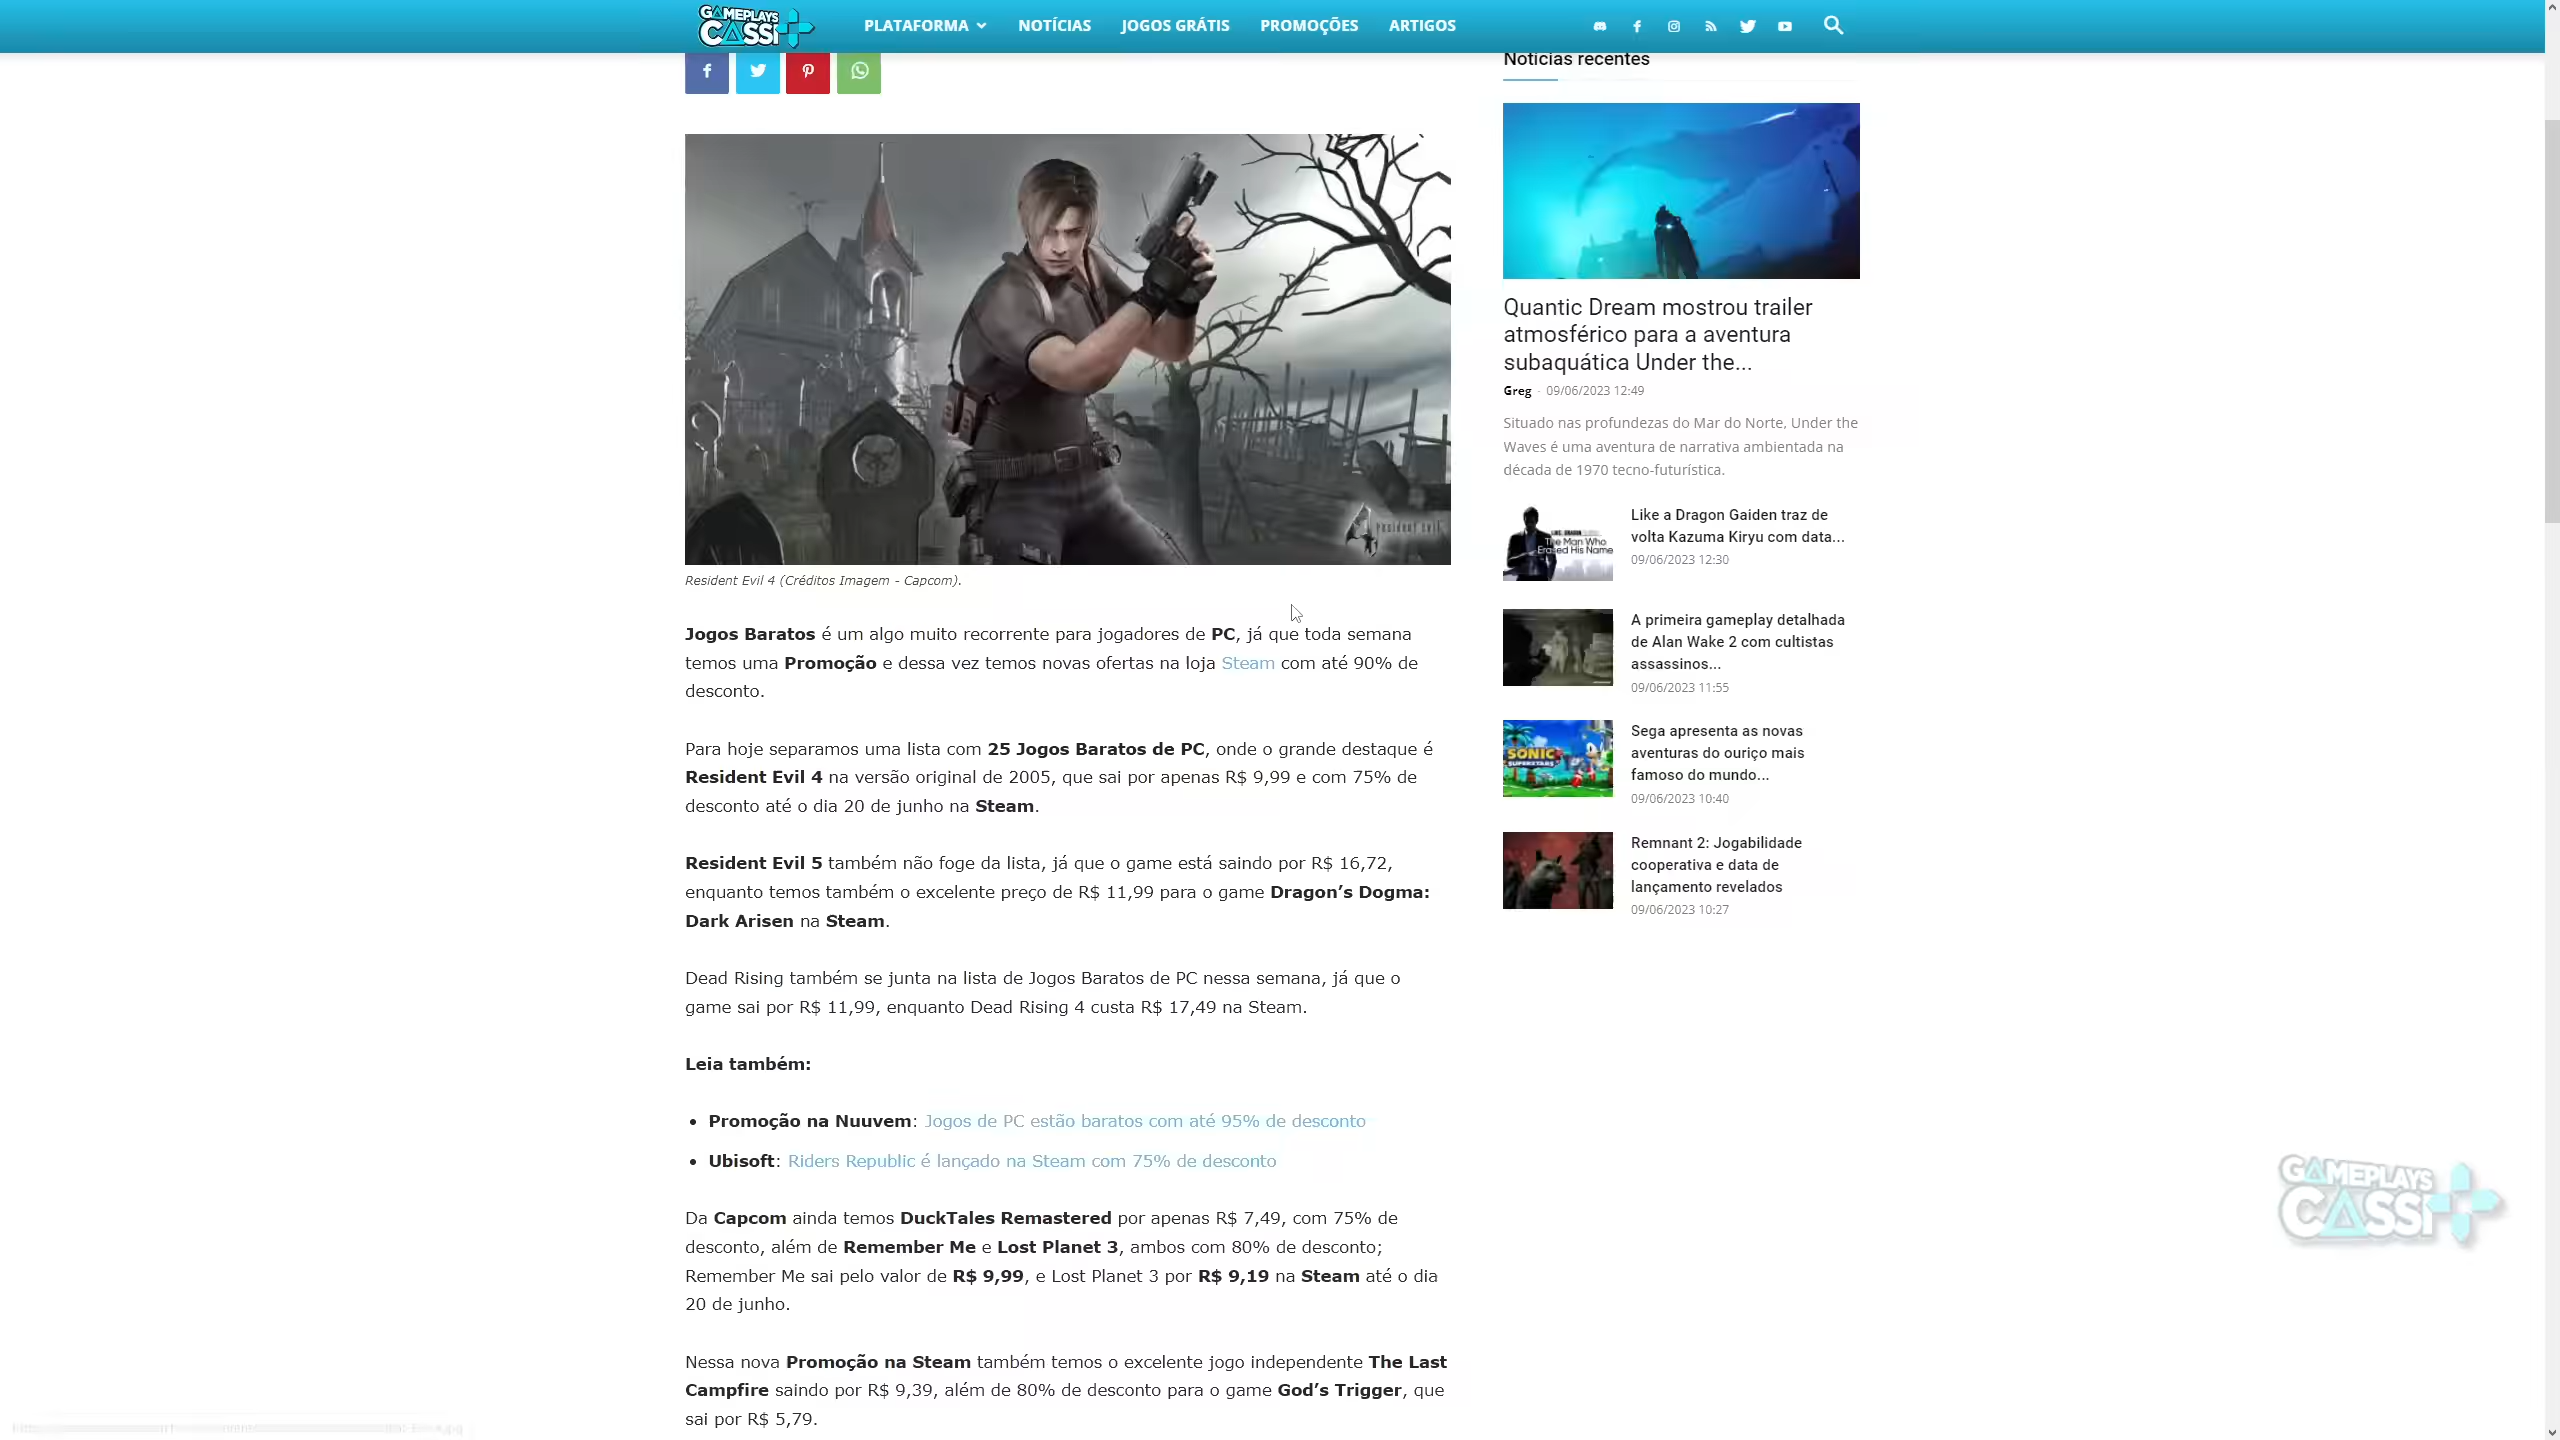 GAMEPLAYS
CASSI
PLATAFORMA
NOTÍCIAS
JOGOS GRÁTIS
PROMOÇÕES
ARTIGOS
Resident Evil 4 (Créditos Imagem - Capcom).
Jogos Baratos é um algo muito recorrente para jogadores de PC, já que toda semana
temos uma Promoção e dessa vez temos novas ofertas na loja Steam com até 90% de
desconto.
Para hoje separamos uma lista com 25 Jogos Baratos de PC, onde o grande destaque é
Resident Evil 4 na versão original de 2005, que sai por apenas R$ 9,99 e com 75% de
desconto até o dia 20 de junho na Steam.
Resident Evil 5 também não foge da lista, já que o game está saindo por R$ 16,72,
enquanto temos também o excelente preço de R$ 11,99 para o game Dragon’s Dogma:
Dark Arisen na Steam.
Dead Rising também se junta na lista de Jogos Baratos de PC nessa semana, já que o
game sai por R$ 11,99, enquanto Dead Rising 4 custa R$ 17,49 na Steam.
Leia também:
Promoção na Nuuvem: Jogos de PC estão baratos com até 95% de desconto
Ubisoft: Riders Republic é lançado na Steam com 75% de desconto
Da Capcom ainda temos DuckTales Remastered por apenas R$ 7,49, com 75% de
desconto, além de Remember Me e Lost Planet 3, ambos com 80% de desconto;
Remember Me sai pelo valor de R$ 9,99, e Lost Planet 3 por R$ 9,19 na Steam até o dia
20 de junho.
Nessa nova Promoção na Steam também temos o excelente jogo independente The Last
Campfire saindo por R$ 9,39, além de 80% de desconto para o game God’s Trigger, que
sai por R$ 5,79.
Notícias recentes
Quantic Dream mostrou trailer
atmosférico para a aventura
subaquática Under the...
Greg - 09/06/2023 12:49
Situado nas profundezas do Mar do Norte, Under the
Waves é uma aventura de narrativa ambientada na
década de 1970 tecno-futurística.
The Man Who
Erased His Name
Like a Dragon Gaiden traz de
volta Kazuma Kiryu com data...
09/06/2023 12:30
A primeira gameplay detalhada
de Alan Wake 2 com cultistas
assassinos...
09/06/2023 11:55
SONIC
SUPERSTARS
Sega apresenta as novas
aventuras do ouriço mais
famoso do mundo...
09/06/2023 10:40
Remnant 2: Jogabilidade
cooperativa e data de
lançamento revelados
09/06/2023 10:27
GAMEPLAYS
CASSI